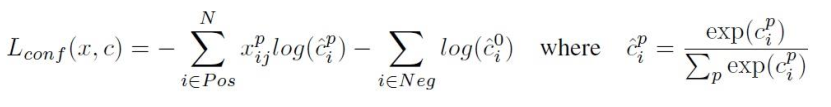 L_{conf}(x, c) = - \sum_{i \in Pos}^{N} x_{ij}^{p} log(\hat{c}_{i}^{p}) - \sum_{i \in Neg} log(\hat{c}_{i}^{0}) where \hat{c}_{i}^{p} = \frac{exp(c_{i}^{p})}{\sum_{p} exp(c_{i}^{p})}